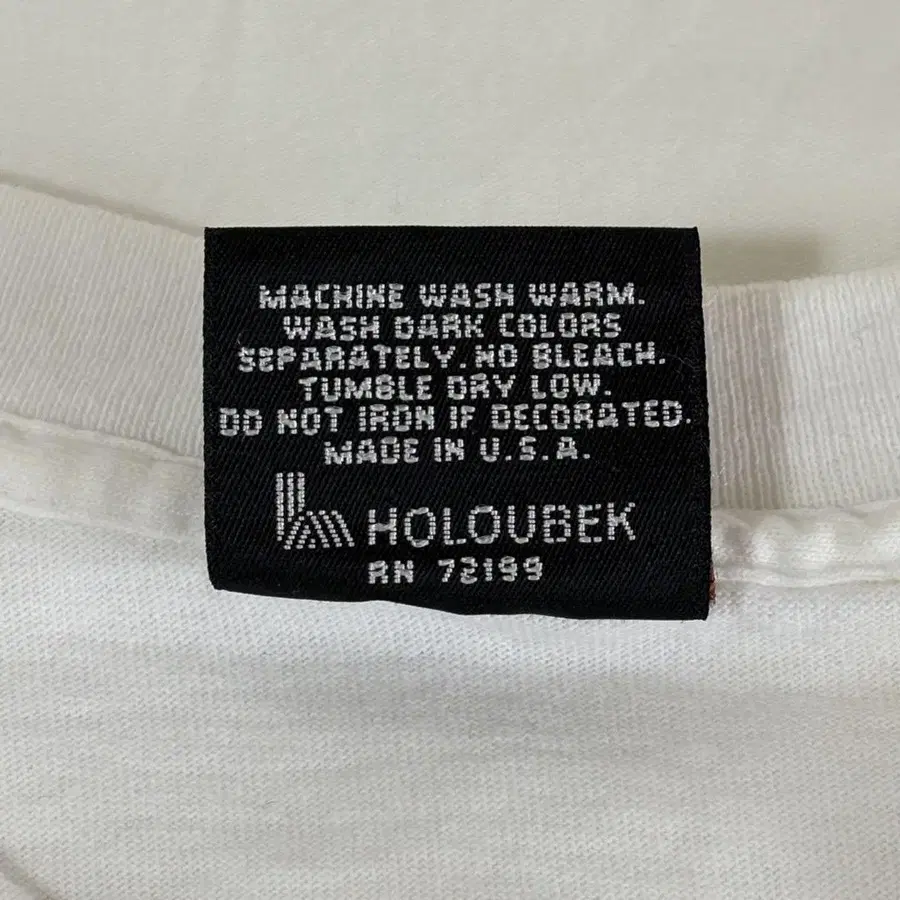 MACHINE WASH WARM.
WASH DARK COLORS
SEPARATELY. NO BLEACH.
TUMBLE DRY LOW.
DO NOT IRON IF DECORATED.
MADE IN U.S.A.
HOLOUBEK
RN 72199